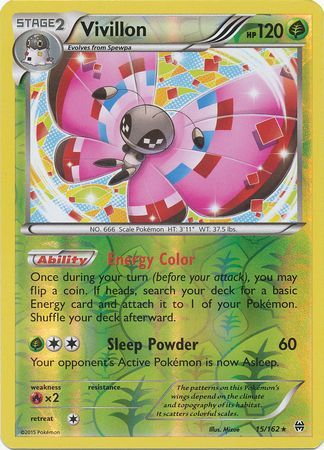 STAGE2
Vivillon
HP120
Evolves from Spewpa
NO. 666 Scale Pokémon HT: 3'11" WT: 37.5 lbs.
Ability Energy Color
Once during your turn (before your attack), you may
flip a coin. If heads, search your deck for a basic
Energy card and attach it to 1 of your Pokémon.
Shuffle your deck afterward.
Sleep Powder 60
Your opponent's Active Pokémon is now Asleep.
weakness resistance
×2
retreat
The patterns on this Pokémon's
wings depend on the climate
and topography of its habitat.
It scatters colorful scales.
©2015 Pokémon
Illus. Mizue
15/162★